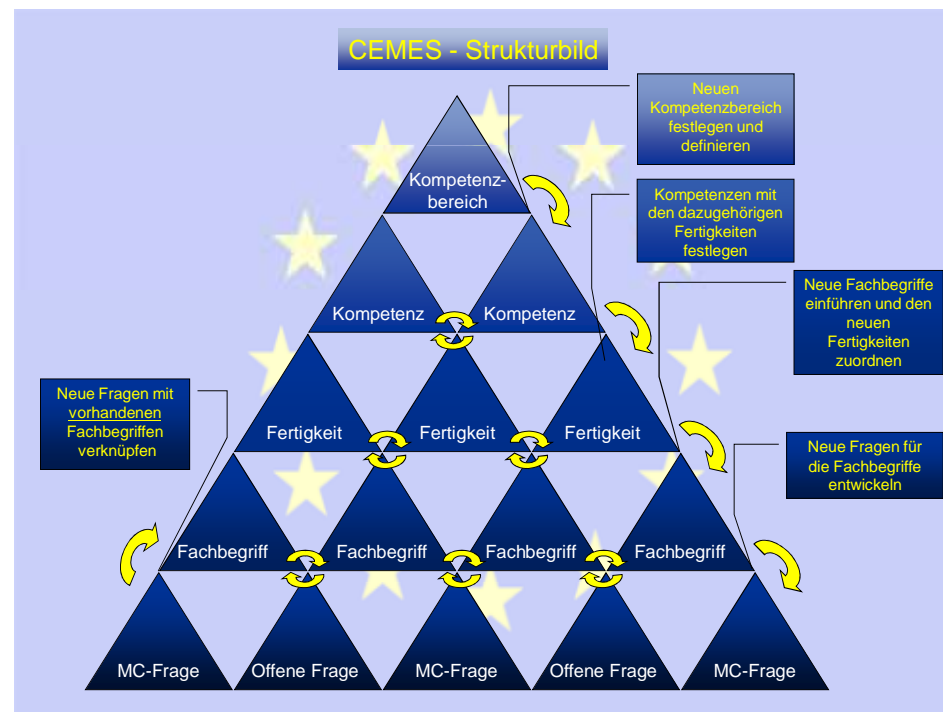 CEMES - Strukturbild
Neuen
Kompetenzbereich
festlegen und
definieren
Kompetenz-
bereich
Kompetenzen mit
den dazugehörigen
Fertigkeiten
festlegen
Kompetenz
Kompetenz
Neue Fachbegriffe
einführen und den
neuen
Fertigkeiten
zuordnen
Neue Fragen mit
vorhandenen
Fachbegriffen
verknüpfen
Fertigkeit
Fertigkeit
Fertigkeit
Neue Fragen für
die Fachbegriffe
entwickeln
Fachbegriff
Fachbegriff
Fachbegriff
Fachbegriff
MC-Frage
Offene Frage
MC-Frage
Offene Frage
MC-Frage